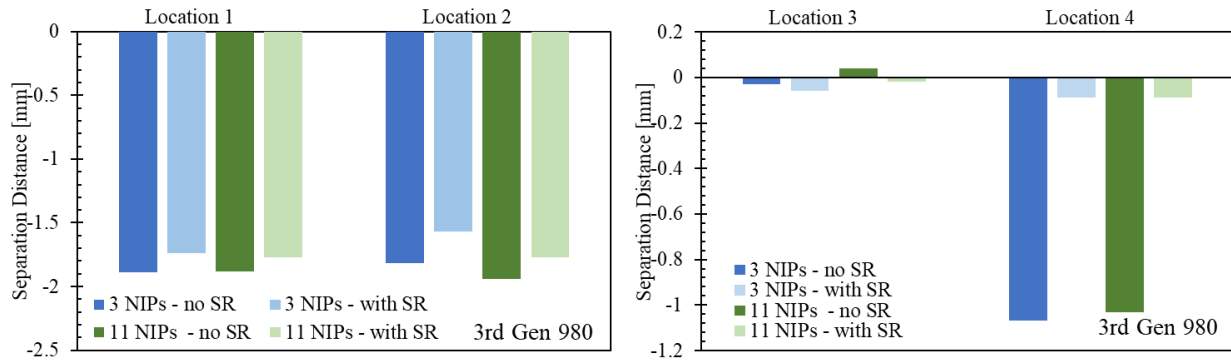 Location 1 Location 2
0
-0.5
-1
-1.5
-2
-2.5
Separation Distance [mm]
3 NIPs - no SR 3 NIPs - with SR
11 NIPs - no SR 11 NIPs - with SR
3rd Gen 980
Location 3 Location 4
0.2
0
-0.2
-0.4
-0.6
-0.8
-1
-1.2
Separation Distance [mm]
3 NIPs - no SR
3 NIPs - with SR
11 NIPs - no SR
11 NIPs - with SR
3rd Gen 980